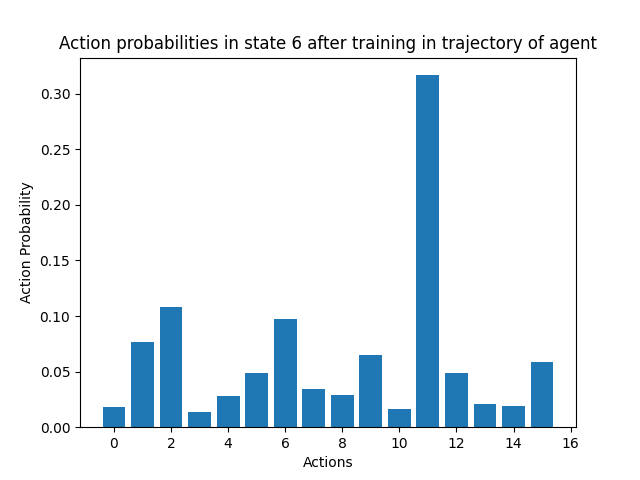 Action probabilities in state 6 after training in trajectory of agent
0.30
0.25
0.20
0.15
0.10
0.05
0.00
Action Probability
0 2 4 6 8 10 12 14 16
Actions